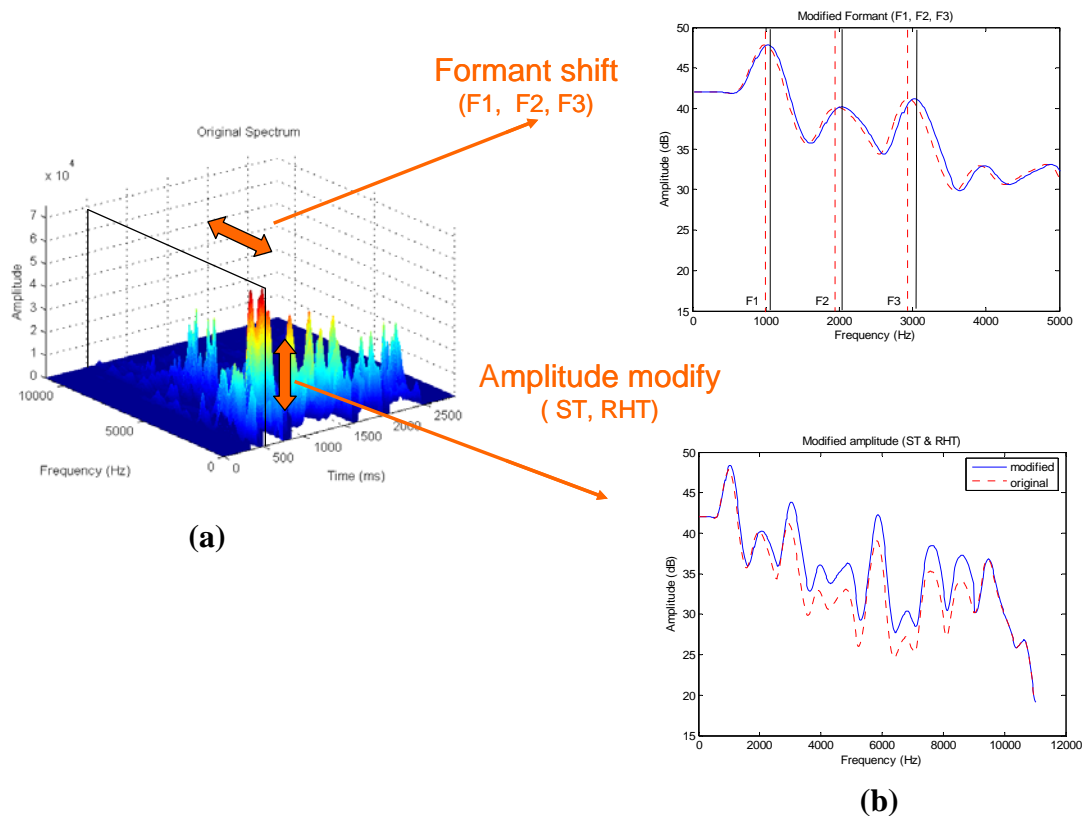 Formant shift
(F1, F2, F3)
Original Spectrum
x 10^4
7
6
5
4
3
2
1
0
Amplitude
10000
5000
0
Frequency (Hz)
0
500
1000
1500
2000
2500
Time (ms)
(a)
Amplitude modify
( ST, RHT)
Modified Formant (F1, F2, F3)
50
45
40
35
30
25
20
15
Amplitude (dB)
F1
F2
F3
0
1000
2000
3000
4000
5000
Frequency (Hz)
Modified amplitude (ST & RHT)
modified
original
50
45
40
35
30
25
20
15
Amplitude (dB)
0
2000
4000
6000
8000
10000
12000
Frequency (Hz)
(b)